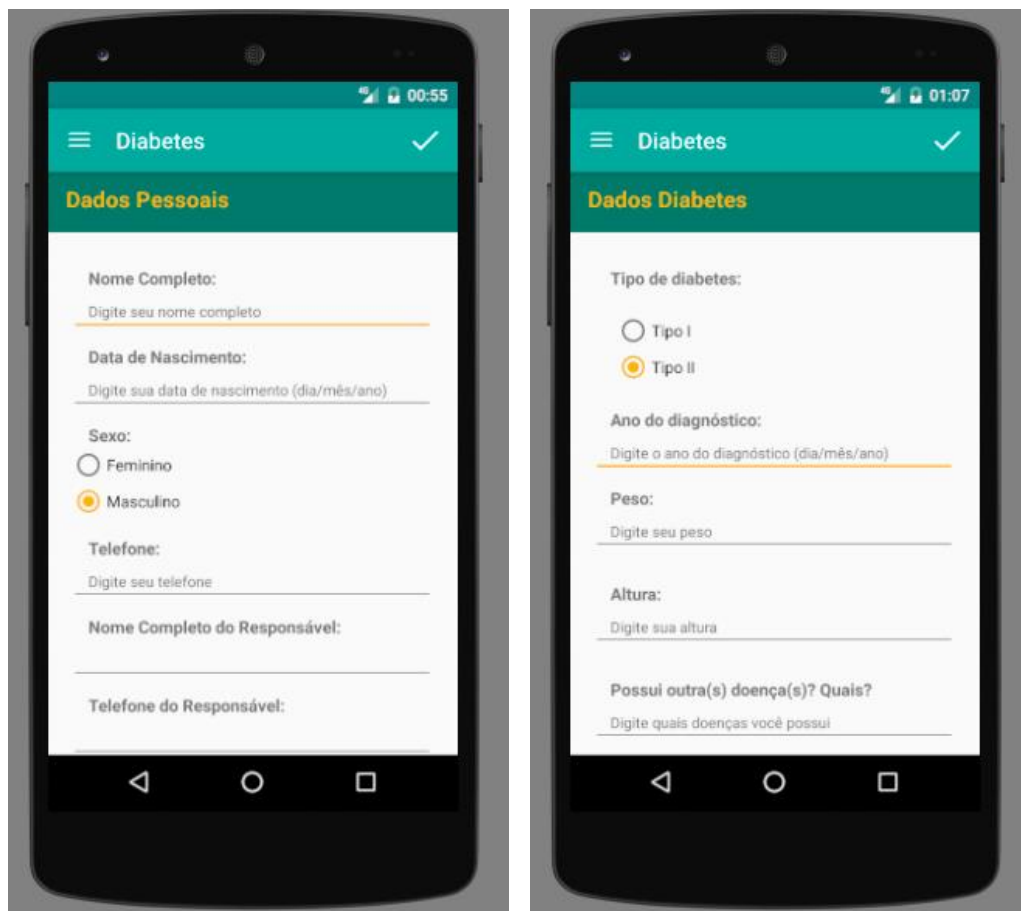 4G 00:55
Diabetes
Dados Pessoais
Nome Completo:
Digite seu nome completo
Data de Nascimento:
Digite sua data de nascimento (dia/mês/ano)
Sexo:
Feminino
Masculino
Telefone:
Digite seu telefone
Nome Completo do Responsável:
Telefone do Responsável:
4G 01:07
Diabetes
Dados Diabetes
Tipo de diabetes:
Tipo I
Tipo II
Ano do diagnóstico:
Digite o ano do diagnóstico (dia/mês/ano)
Peso:
Digite seu peso
Altura:
Digite sua altura
Possui outra(s) doença(s)? Quais?
Digite quais doenças você possui